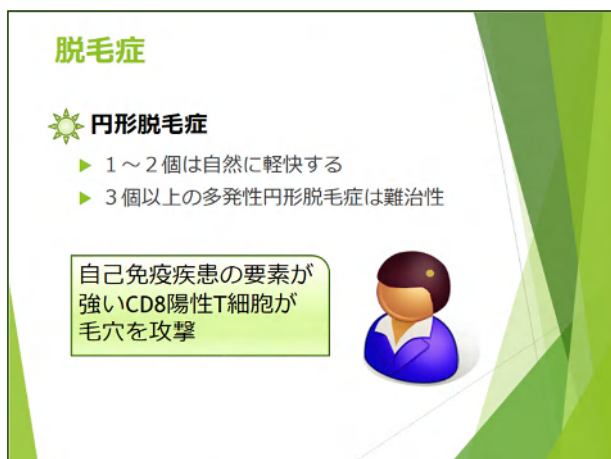 脱毛症
円形脱毛症
1～2個は自然に軽快する
3個以上の多発性円形脱毛症は難治性
自己免疫疾患の要素が
強いCD8陽性T細胞が
毛穴を攻撃